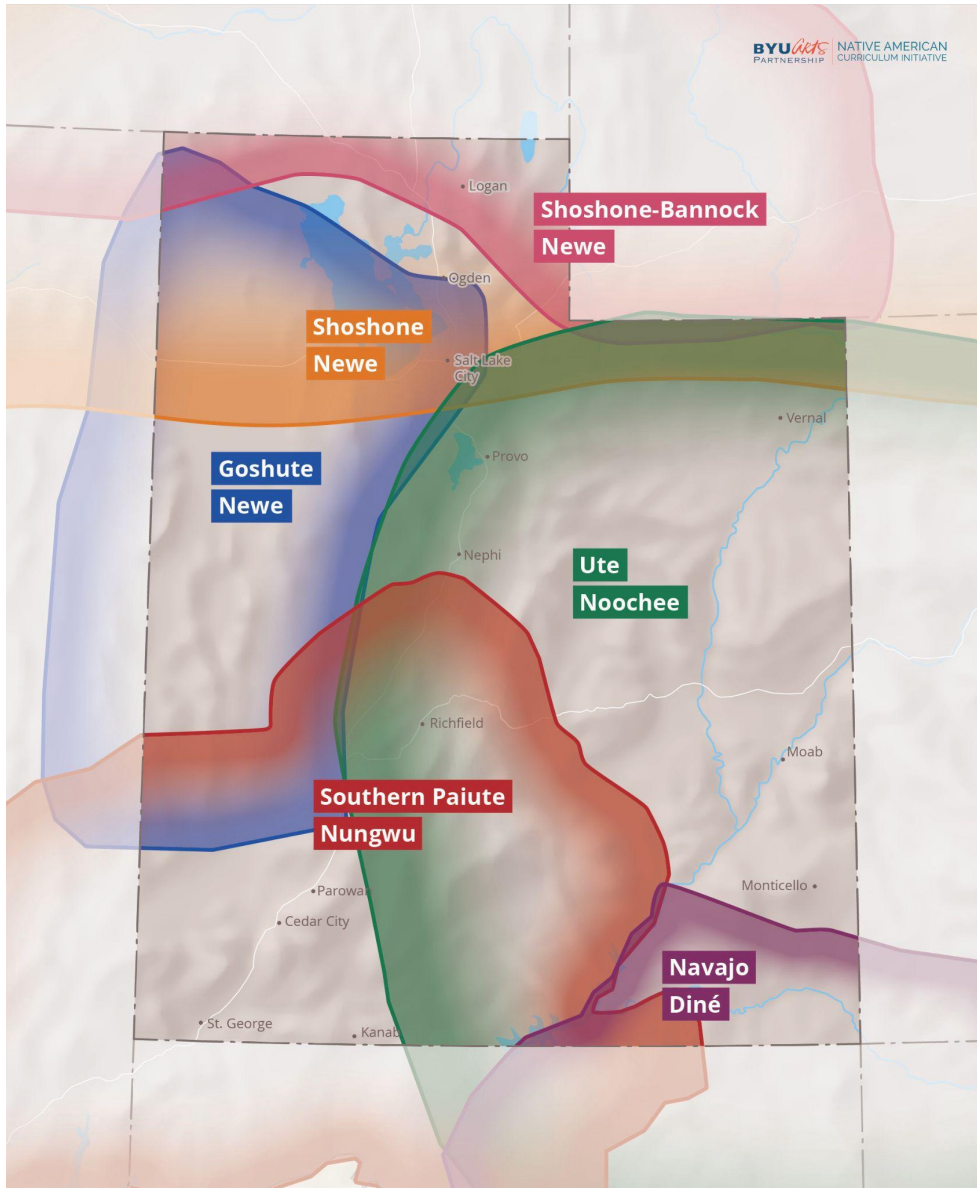 BYU arts
PARTNERSHIP
NATIVE AMERICAN
CURRICULUM INITIATIVE
Logan
Shoshone-Bannock
Newe
Ogden
Shoshone
Newe
Salt Lake
City
Vernal
Goshute
Newe
Provo
Nephi
Ute
Noochee
Richfield
Moab
Southern Paiute
Nungwu
Parowan
Monticello
Cedar City
Navajo
Diné
St. George
Kanab